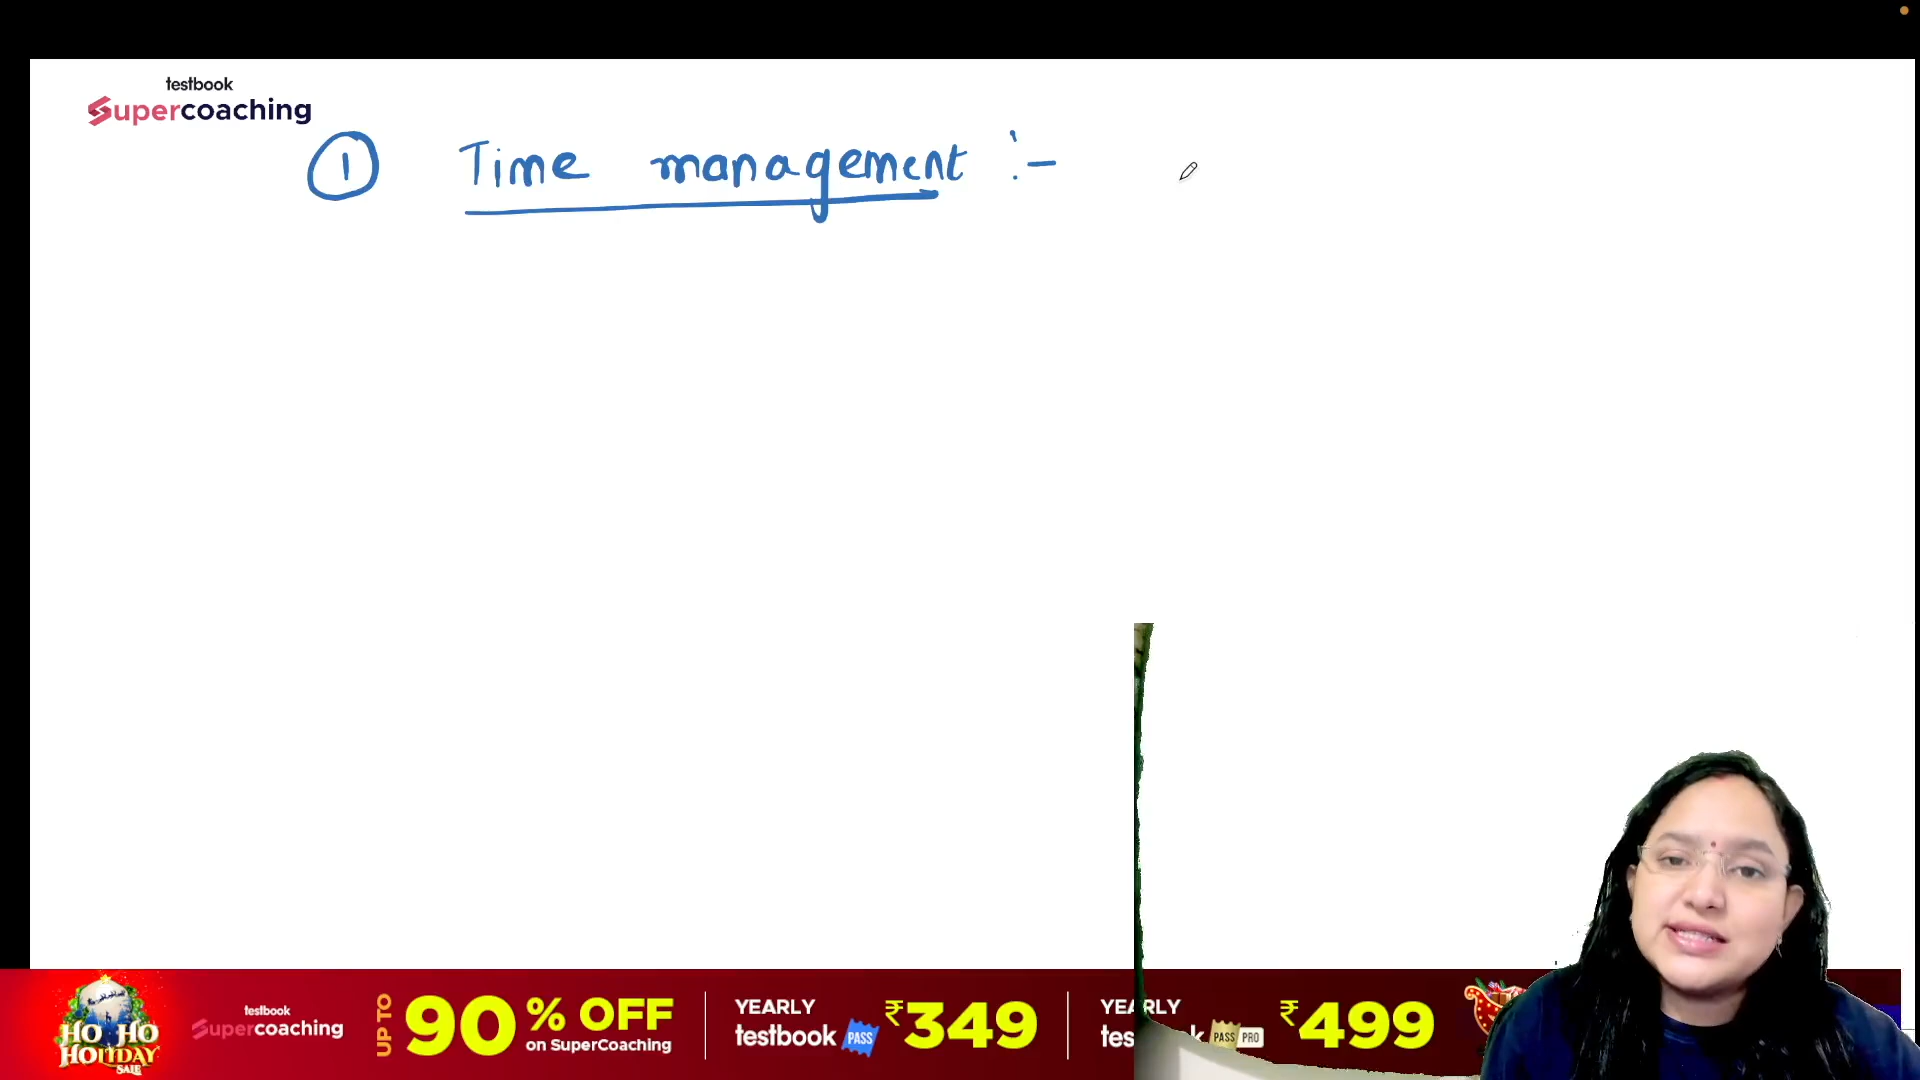 testbook
Supercoaching
① Time management :-
HO HO
HOLIDAY
SALE
testbook
Supercoaching
UP TO
90% OFF
on SuperCoaching
YEARLY
testbook PASS
₹349
YEARLY
tes k PASS PRO
₹499